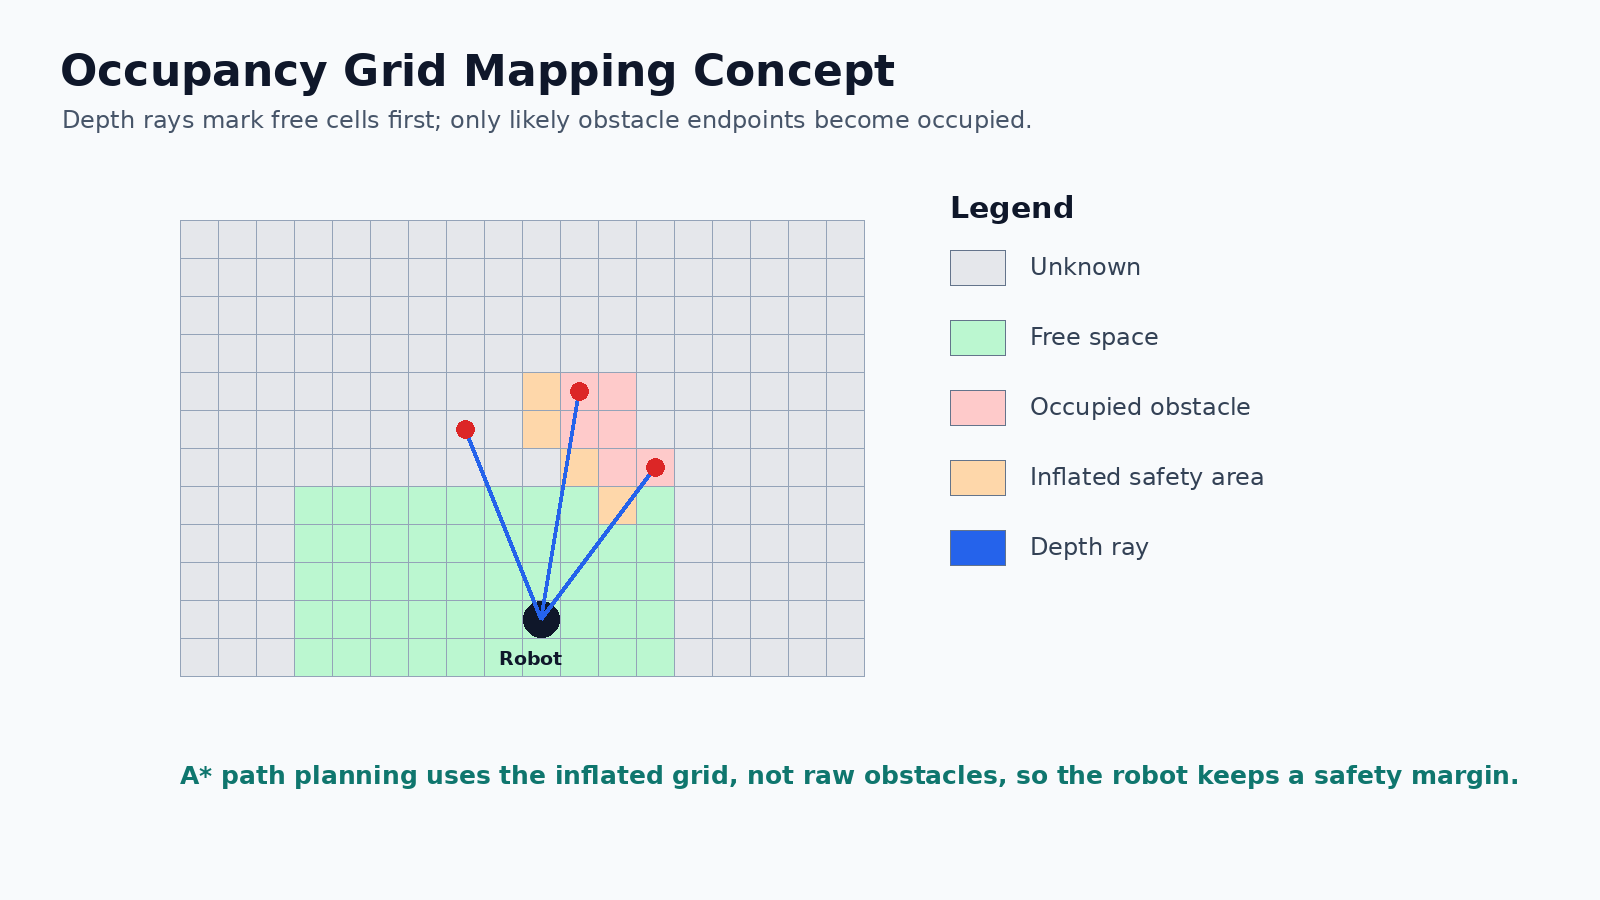 Occupancy Grid Mapping Concept
Depth rays mark free cells first; only likely obstacle endpoints become occupied.
Legend
Unknown
Free space
Occupied obstacle
Inflated safety area
Depth ray
Robot
A* path planning uses the inflated grid, not raw obstacles, so the robot keeps a safety margin.